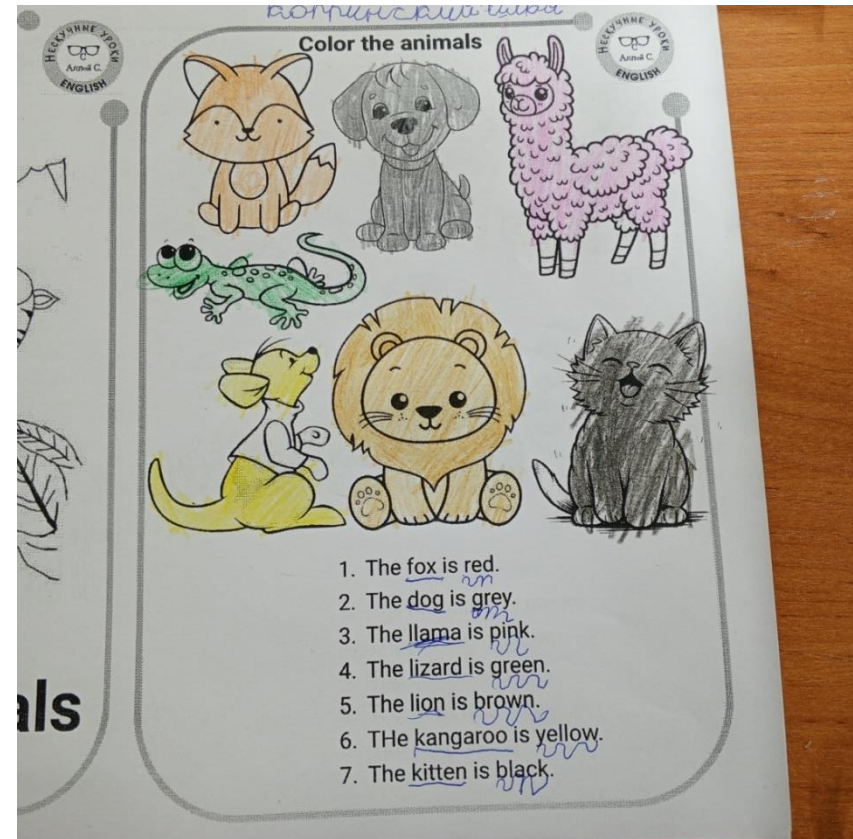 Color the animals
НЕСКУЧНЫЕ УРОКИ
Аллой С.
ENGLISH
НЕСКУЧНЫЕ УРОКИ
Аллой С.
ENGLISH
1. The fox is red.
2. The dog is grey.
3. The llama is pink.
4. The lizard is green.
5. The lion is brown.
6. THe kangaroo is yellow.
7. The kitten is black.
als